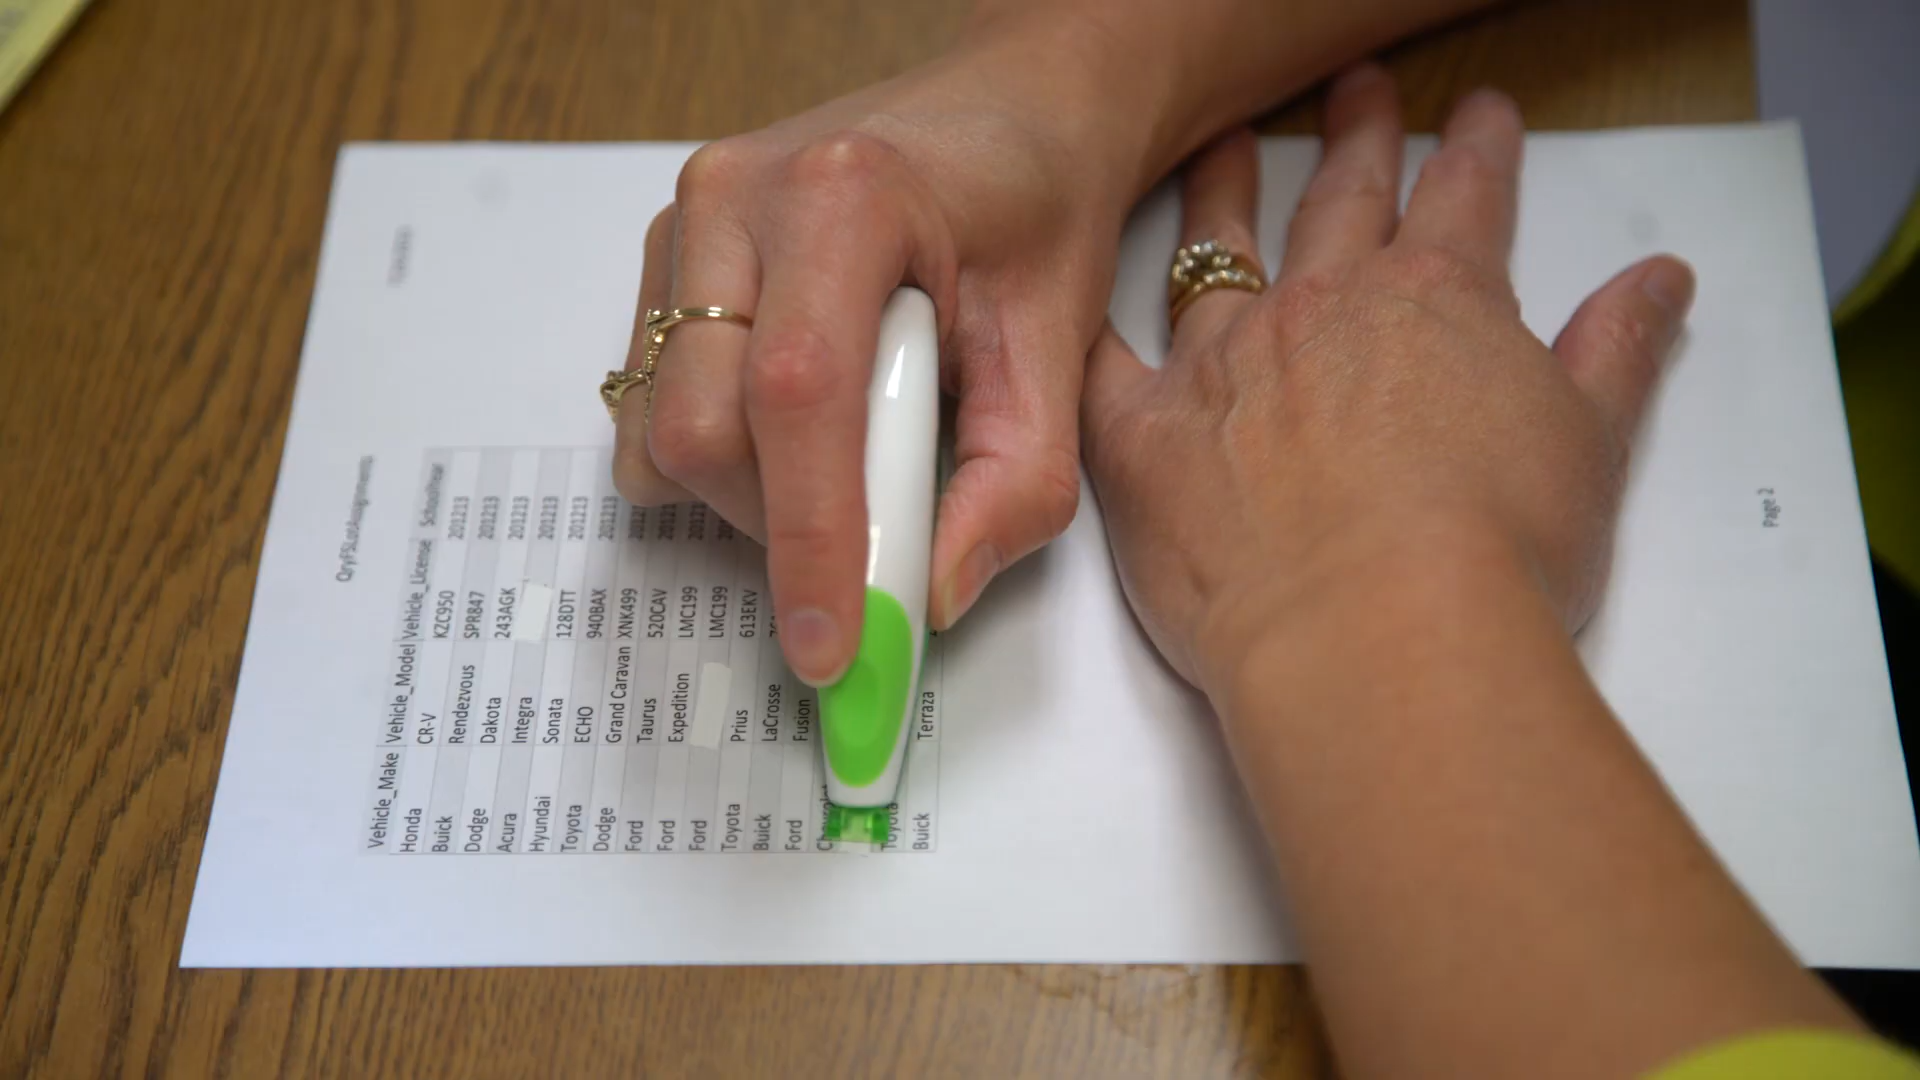 QryFSLotAssignments
Vehicle_Make Vehicle_Model Vehicle_License SchoolYear
Honda CR-V KZC950 201213
Buick Rendezvous SPR847 201213
Dodge Dakota 243AGK 201213
Acura Integra 201213
Hyundai Sonata 128DTT 201213
Toyota ECHO 940BAX 201213
Dodge Grand Caravan XNK499
Ford Taurus 520CAV
Ford Expedition LMC199
Ford LMC199
Toyota Prius 613EKV
Buick LaCrosse
Ford Fusion
Chevrolet
Toyota
Buick Terraza
Page 2